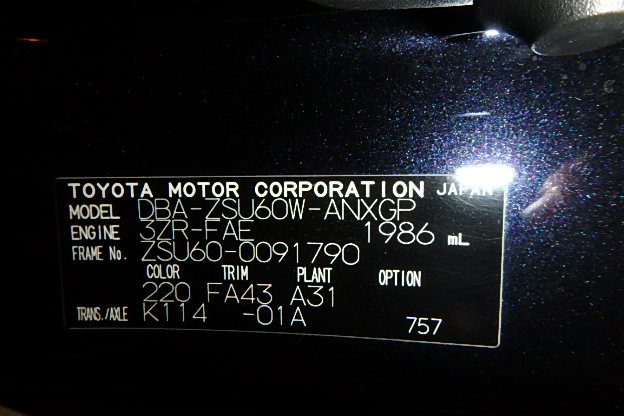 TOYOTA MOTOR CORPORATION JAPAN
MODEL DBA-ZSU60W-ANXGP
ENGINE 3ZR-FAE 1986 mL
FRAME No. ZSU60-0091790
COLOR TRIM PLANT OPTION
220 FA43 A31
TRANS./AXLE K114 -01A 757